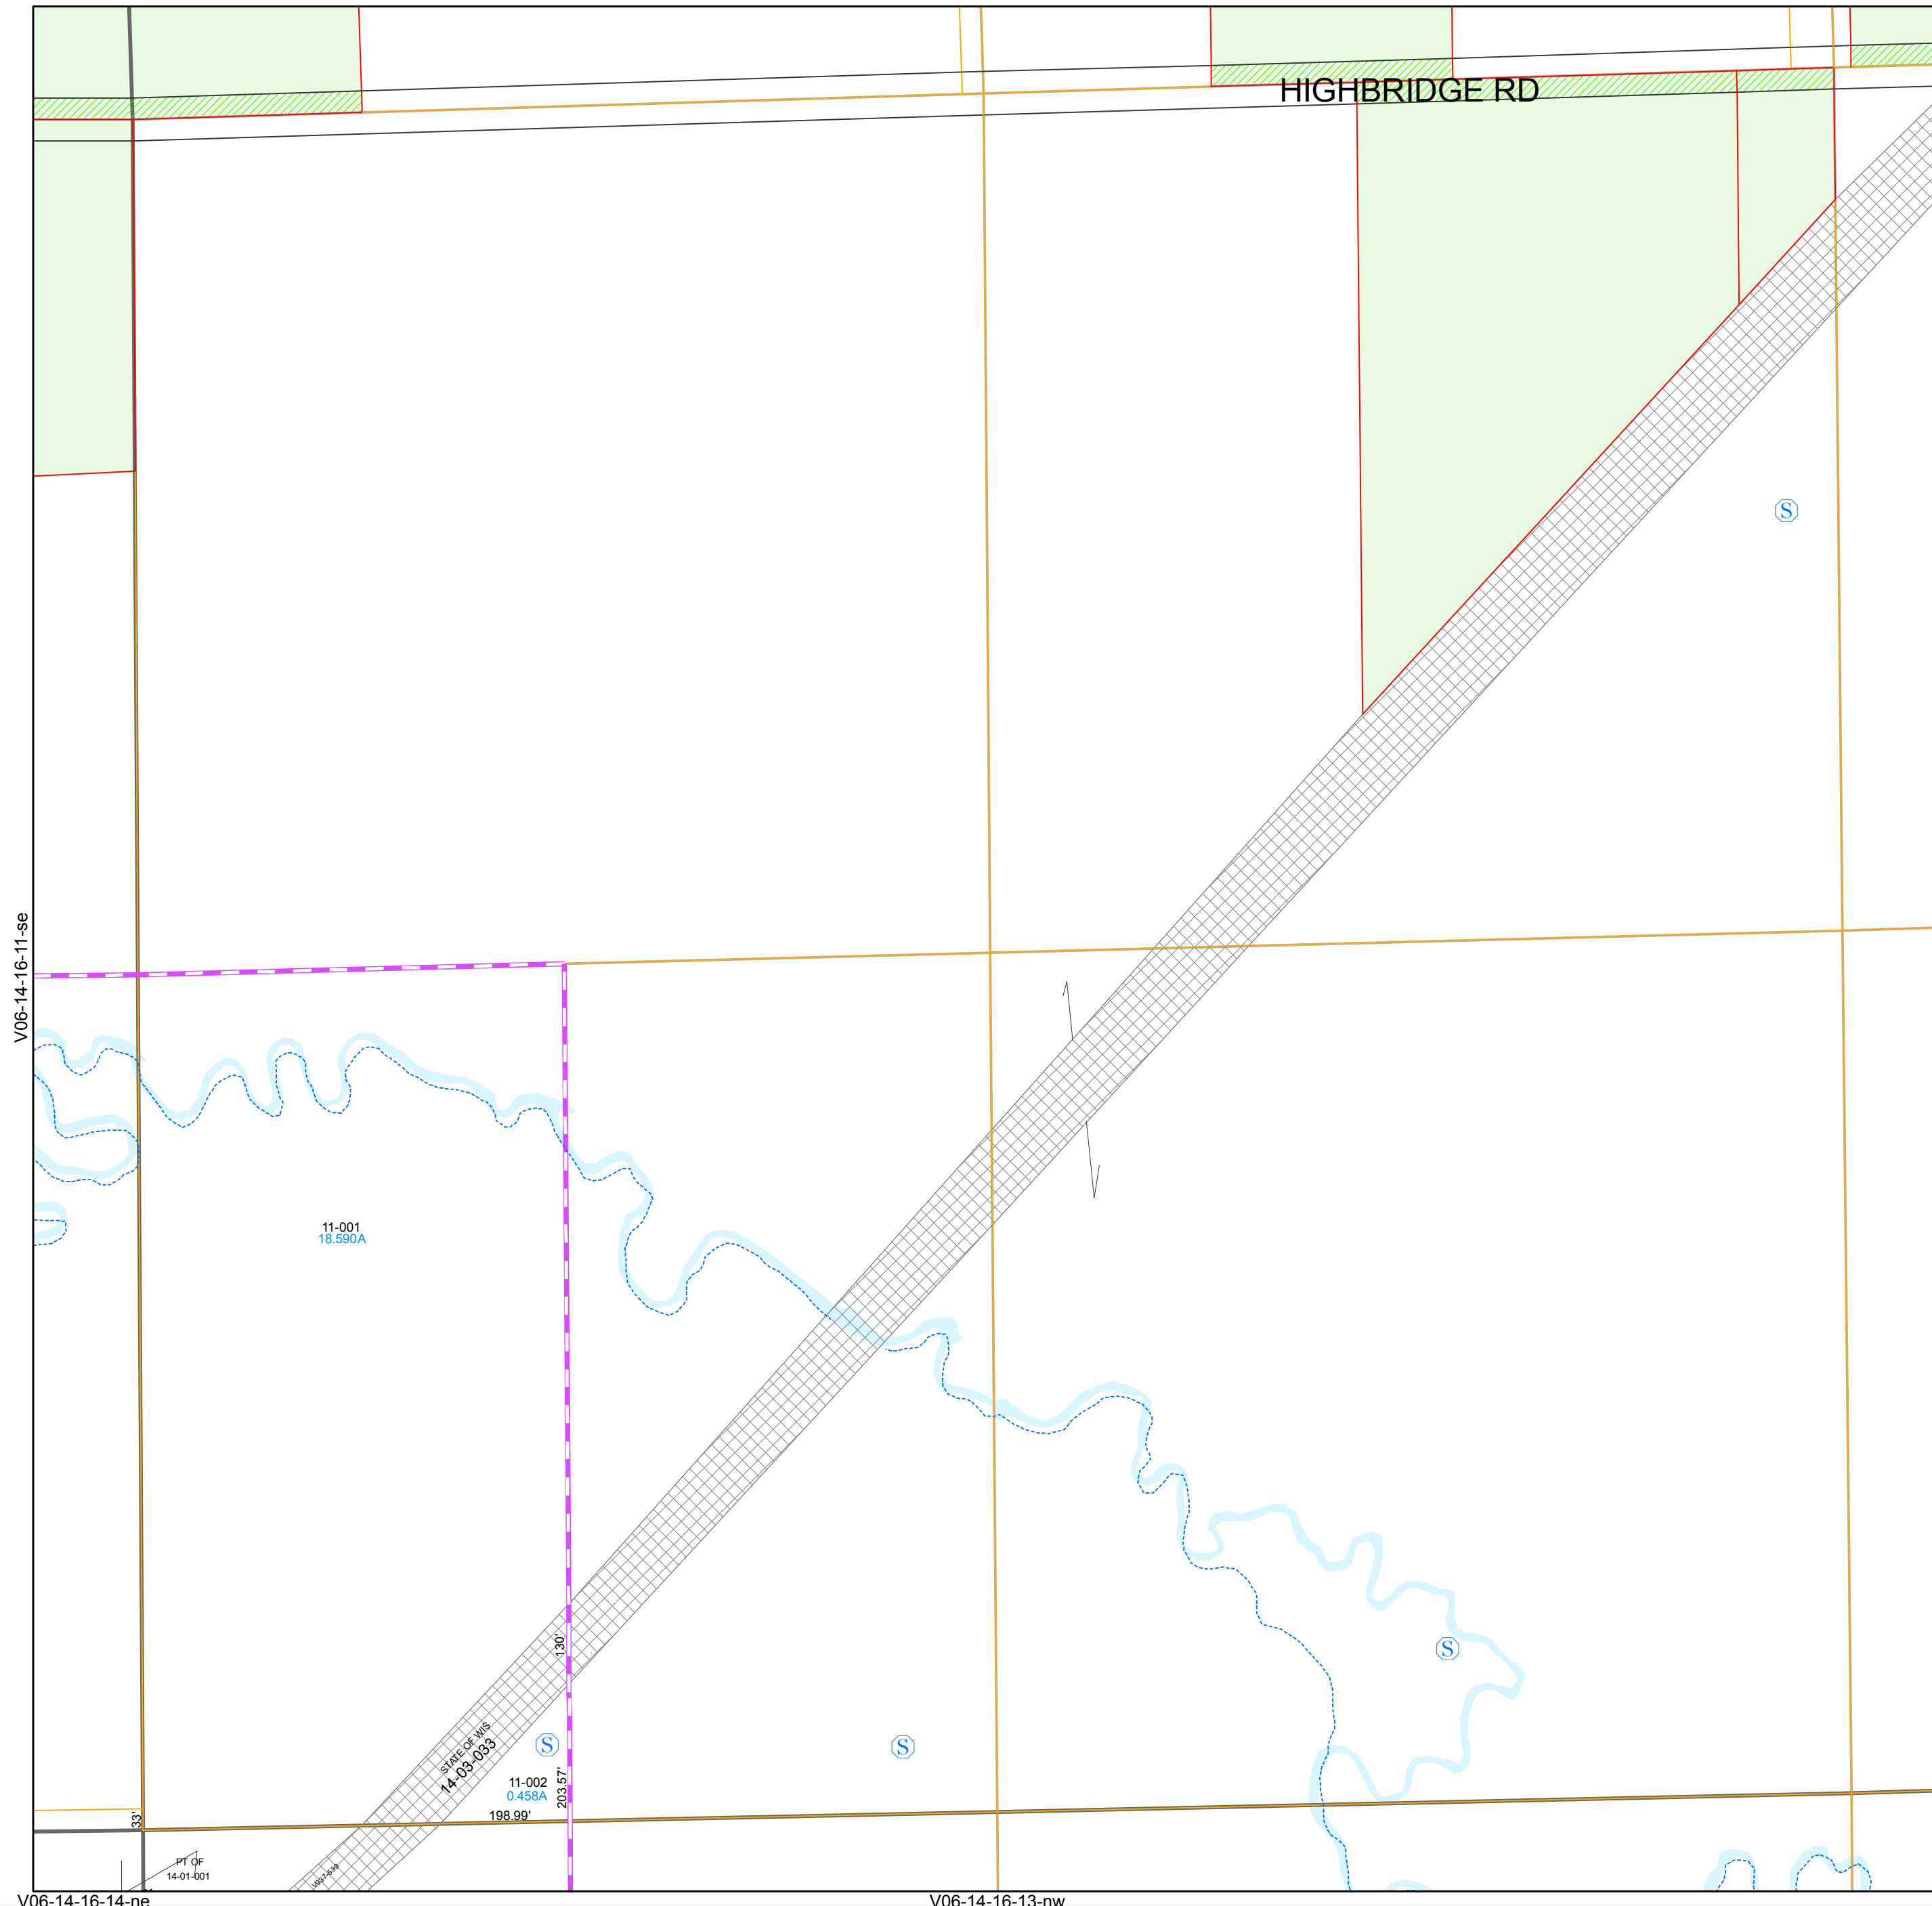 HIGHBRIDGE RD
S
V06-14-16-11-se
11-001
18.590A
130'
S
STATE OF WIS
14-03-033
S
S
11-002
0.458A
203.57'
198.99'
33'
PT OF
14-01-001
V937-539
V06-14-16-14-ne
V06-14-16-13-nw